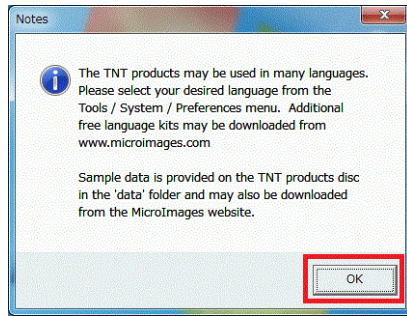 Notes
The TNT products may be used in many languages.
Please select your desired language from the
Tools / System / Preferences menu.  Additional
free language kits may be downloaded from
www.microimages.com
Sample data is provided on the TNT products disc
in the 'data' folder and may also be downloaded
from the MicroImages website.
OK